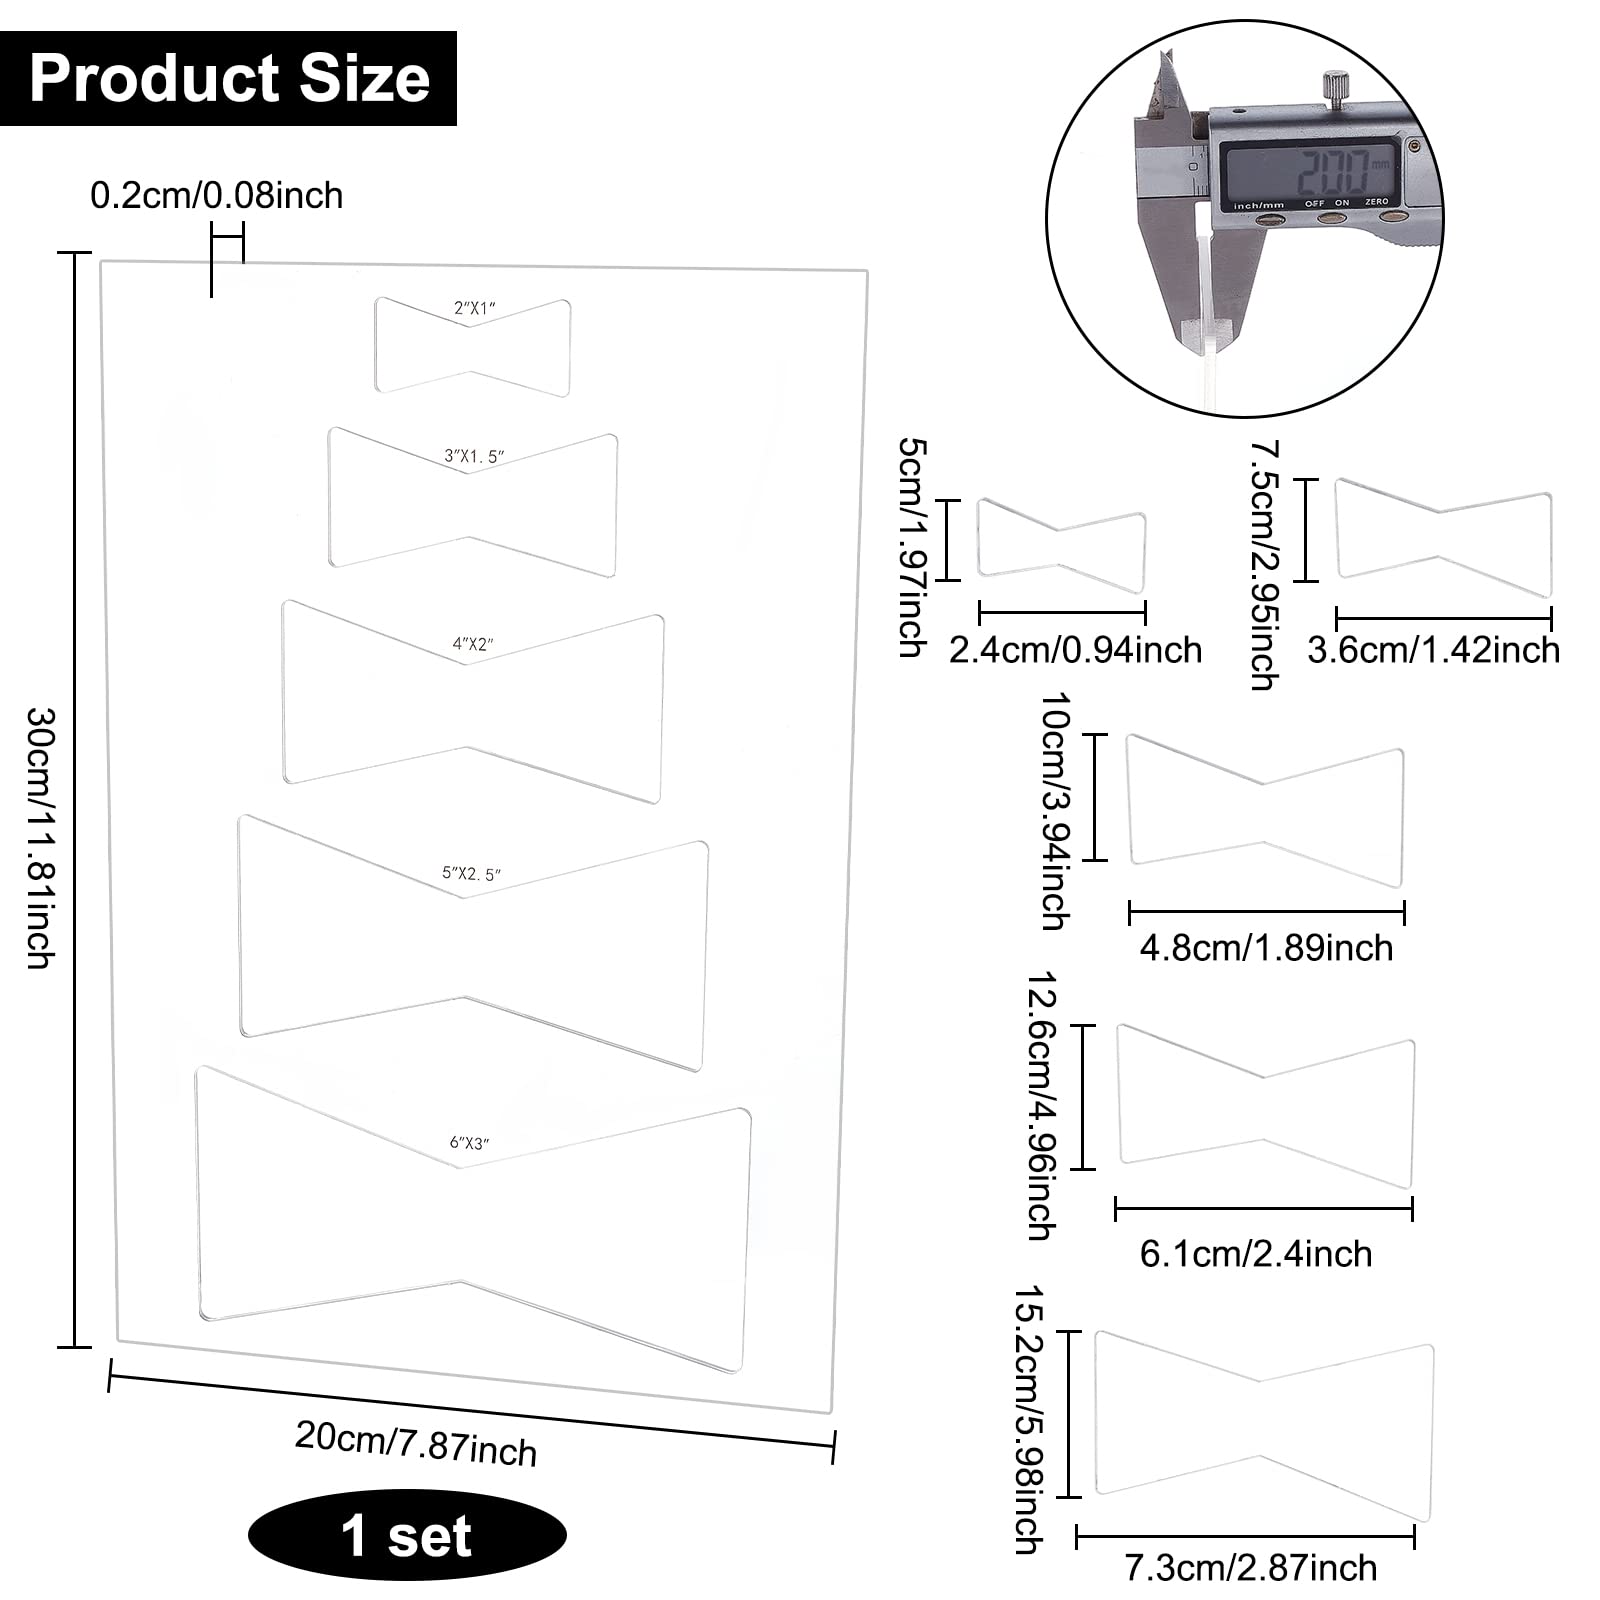 Product Size
0.2cm/0.08inch
2"X1"
3"X1.5"
4"X2"
5"X2.5"
6"X3"
30cm/11.81inch
20cm/7.87inch
1 set
2.00 mm
0
inch/mm OFF ON ZERO
5cm/1.97inch
2.4cm/0.94inch
7.5cm/2.95inch
3.6cm/1.42inch
10cm/3.94inch
4.8cm/1.89inch
12.6cm/4.96inch
6.1cm/2.4inch
15.2cm/5.98inch
7.3cm/2.87inch